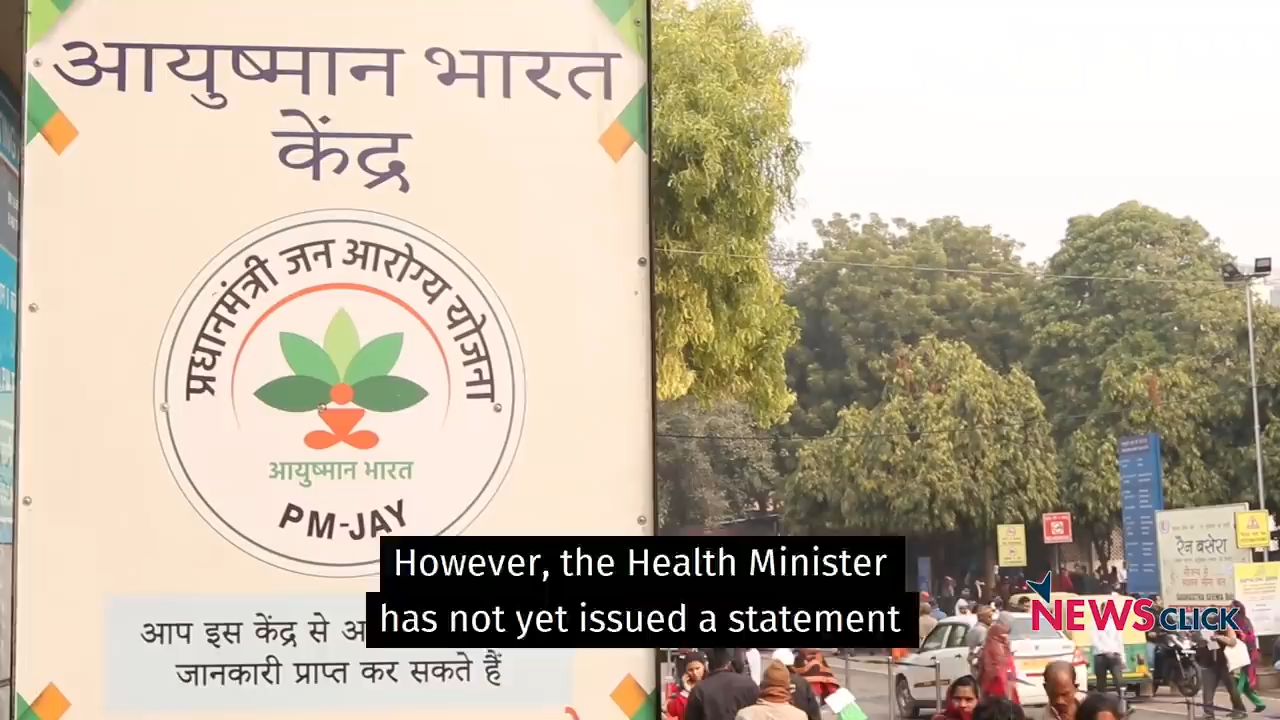 आयुष्मान भारत
केंद्र
प्रधानमंत्री जन आरोग्य योजना
आयुष्मान भारत
PM-JAY
आप इस केंद्र से
जानकारी प्राप्त कर सकते हैं
However, the Health Minister
has not yet issued a statement
रैन बसेरा
NEWSCLICK